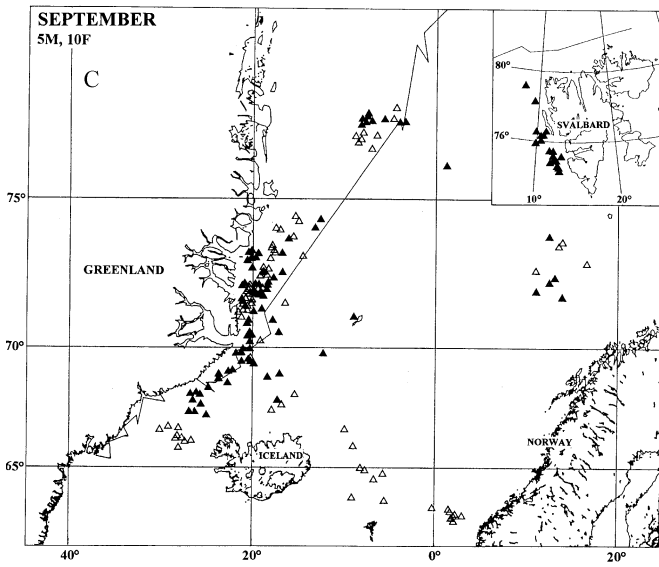 SEPTEMBER
5M, 10F
C
80°
SVALBARD
76°
10°
20°
75°
GREENLAND
70°
NORWAY
ICELAND
65°
40°
20°
0°
20°